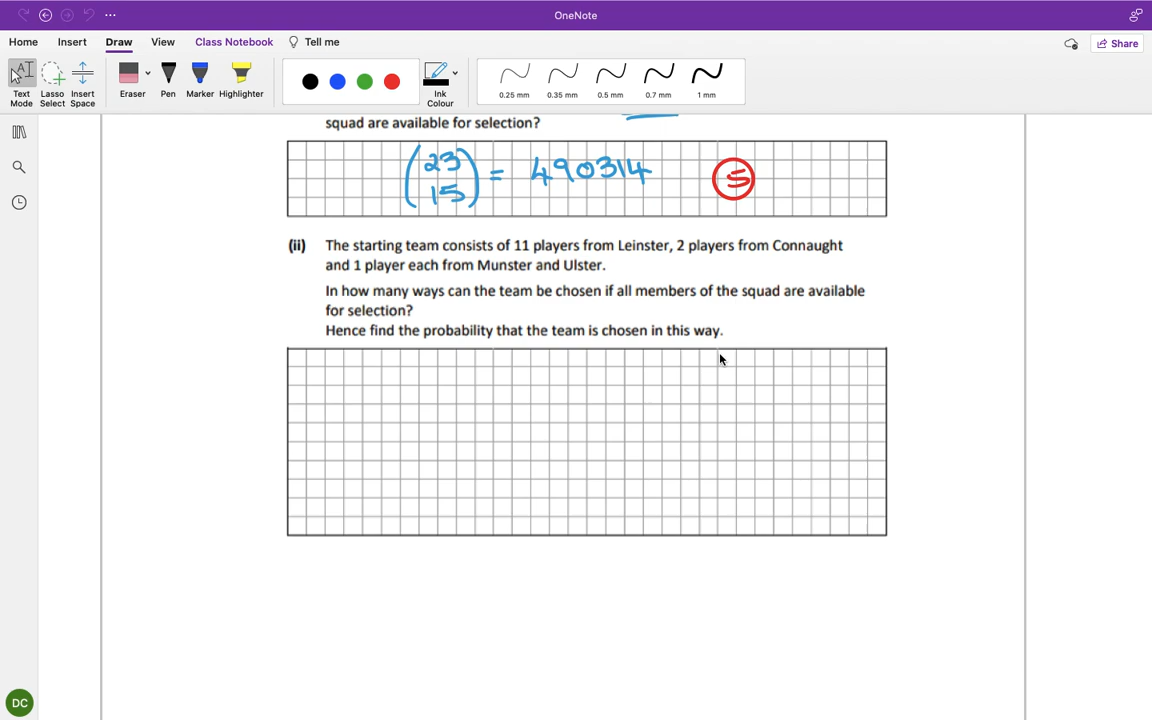 OneNote
Home Insert Draw View Class Notebook Tell me
Share
Text Mode
Lasso Select
Insert Space
Eraser
Pen
Marker
Highlighter
Ink Colour
0.25 mm 0.35 mm 0.5 mm 0.7 mm 1 mm
squad are available for selection?
(23 15) = 490314 5
(ii) The starting team consists of 11 players from Leinster, 2 players from Connaught
and 1 player each from Munster and Ulster.
In how many ways can the team be chosen if all members of the squad are available
for selection?
Hence find the probability that the team is chosen in this way.
DC